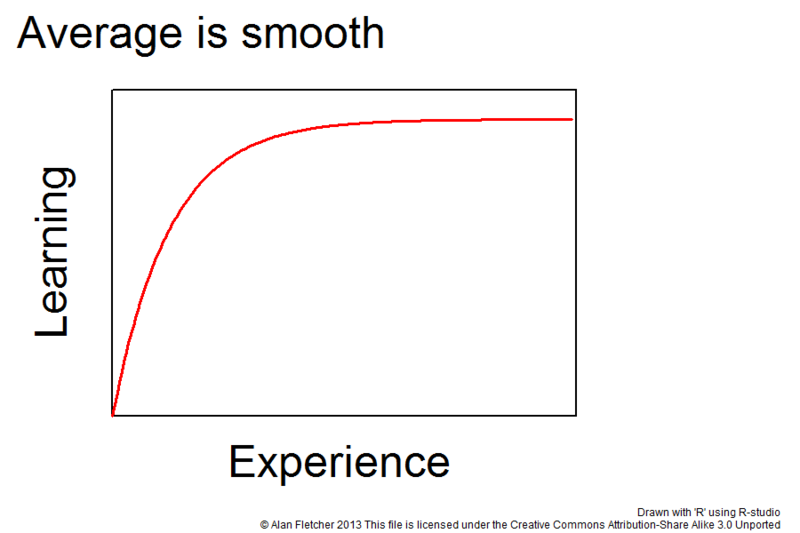 Average is smooth
Learning
Experience
Drawn with 'R' using R-studio
© Alan Fletcher 2013 This file is licensed under the Creative Commons Attribution-Share Alike 3.0 Unported